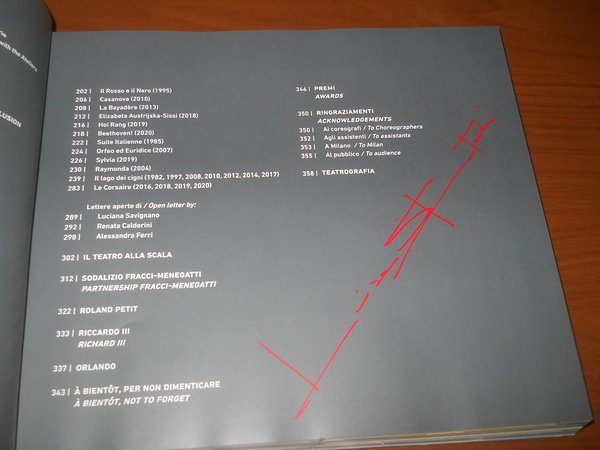 rie
with the Ateliers
LUSION
202 | Il Rosso e il Nero (1995)
206 | Casanova (2010)
208 | La Bayadère (2013)
212 | Elizabeta Austrijska-Sissi (2018)
216 | Hoi Rang (2019)
218 | Beethoven! (2020)
222 | Suite Italienne (1985)
224 | Orfeo ed Euridice (2007)
226 | Sylvia (2019)
230 | Raymonda (2004)
239 | Il lago dei cigni (1982, 1997, 2008, 2010, 2012, 2014, 2017)
283 | Le Corsaire (2016, 2018, 2019, 2020)
Lettere aperte di / Open letter by:
289 | Luciana Savignano
292 | Renata Calderini
298 | Alessandra Ferri
302 | IL TEATRO ALLA SCALA
312 | SODALIZIO FRACCI-MENEGATTI
PARTNERSHIP FRACCI-MENEGATTI
322 | ROLAND PETIT
333 | RICCARDO III
RICHARD III
337 | ORLANDO
343 | À BIENTÔT, PER NON DIMENTICARE
À BIENTÔT, NOT TO FORGET
346 | PREMI
AWARDS
350 | RINGRAZIAMENTI
ACKNOWLEDGEMENTS
350 | Ai coreografi / To Choreographers
352 | Agli assistenti / To assistants
353 | A Milano / To Milan
355 | Al pubblico / To audience
358 | TEATROGRAFIA